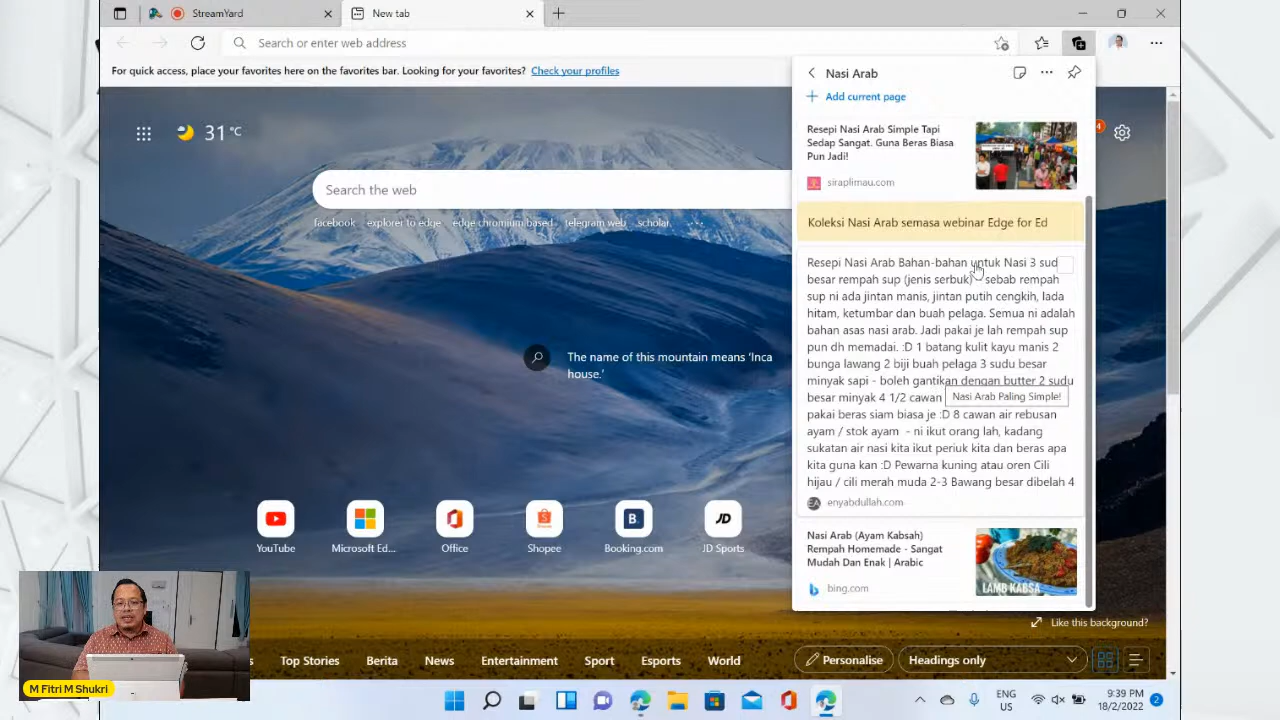 StreamYard
New tab
Search or enter web address
For quick access, place your favorites here on the favorites bar. Looking for your favorites? Check your profiles
31 °C
Search the web
facebook explorer to edge edge chromium based telegram web scholar ...
The name of this mountain means 'Inca
house.'
YouTube
Microsoft Ed...
Office
Shopee
Booking.com
JD
JD Sports
Nasi Arab
Add current page
Resepi Nasi Arab Simple Tapi
Sedap Sangat. Guna Beras Biasa
Pun Jadi!
siraplimau.com
4
Koleksi Nasi Arab semasa webinar Edge for Ed
Resepi Nasi Arab Bahan-bahan untuk Nasi 3 sud
besar rempah sup (jenis serbuk) - sebab rempah
sup ni ada jintan manis, jintan putih cengkih, lada
hitam, ketumbar dan buah pelaga. Semua ni adalah
bahan asas nasi arab. Jadi pakai je lah rempah sup
pun dh memadai. :D 1 batang kulit kayu manis 2
bunga lawang 2 biji buah pelaga 3 sudu besar
minyak sapi - boleh gantikan dengan butter 2 sudu
besar minyak 4 1/2 cawan
Nasi Arab Paling Simple!
pakai beras siam biasa je :D 8 cawan air rebusan
ayam / stok ayam - ni ikut orang lah, kadang
sukatan air nasi kita ikut periuk kita dan beras apa
kita guna kan :D Pewarna kuning atau oren Cili
hijau / cili merah muda 2-3 Bawang besar dibelah 4
EA enyabdullah.com
Nasi Arab (Ayam Kabsah)
Rempah Homemade - Sangat
Mudah Dan Enak | Arabic
LAMB KABSA
bing.com
Like this background?
s Top Stories Berita News Entertainment Sport Esports World
Personalise
Headings only
M Fitri M Shukri
ENG
US
9:39 PM
18/2/2022
2